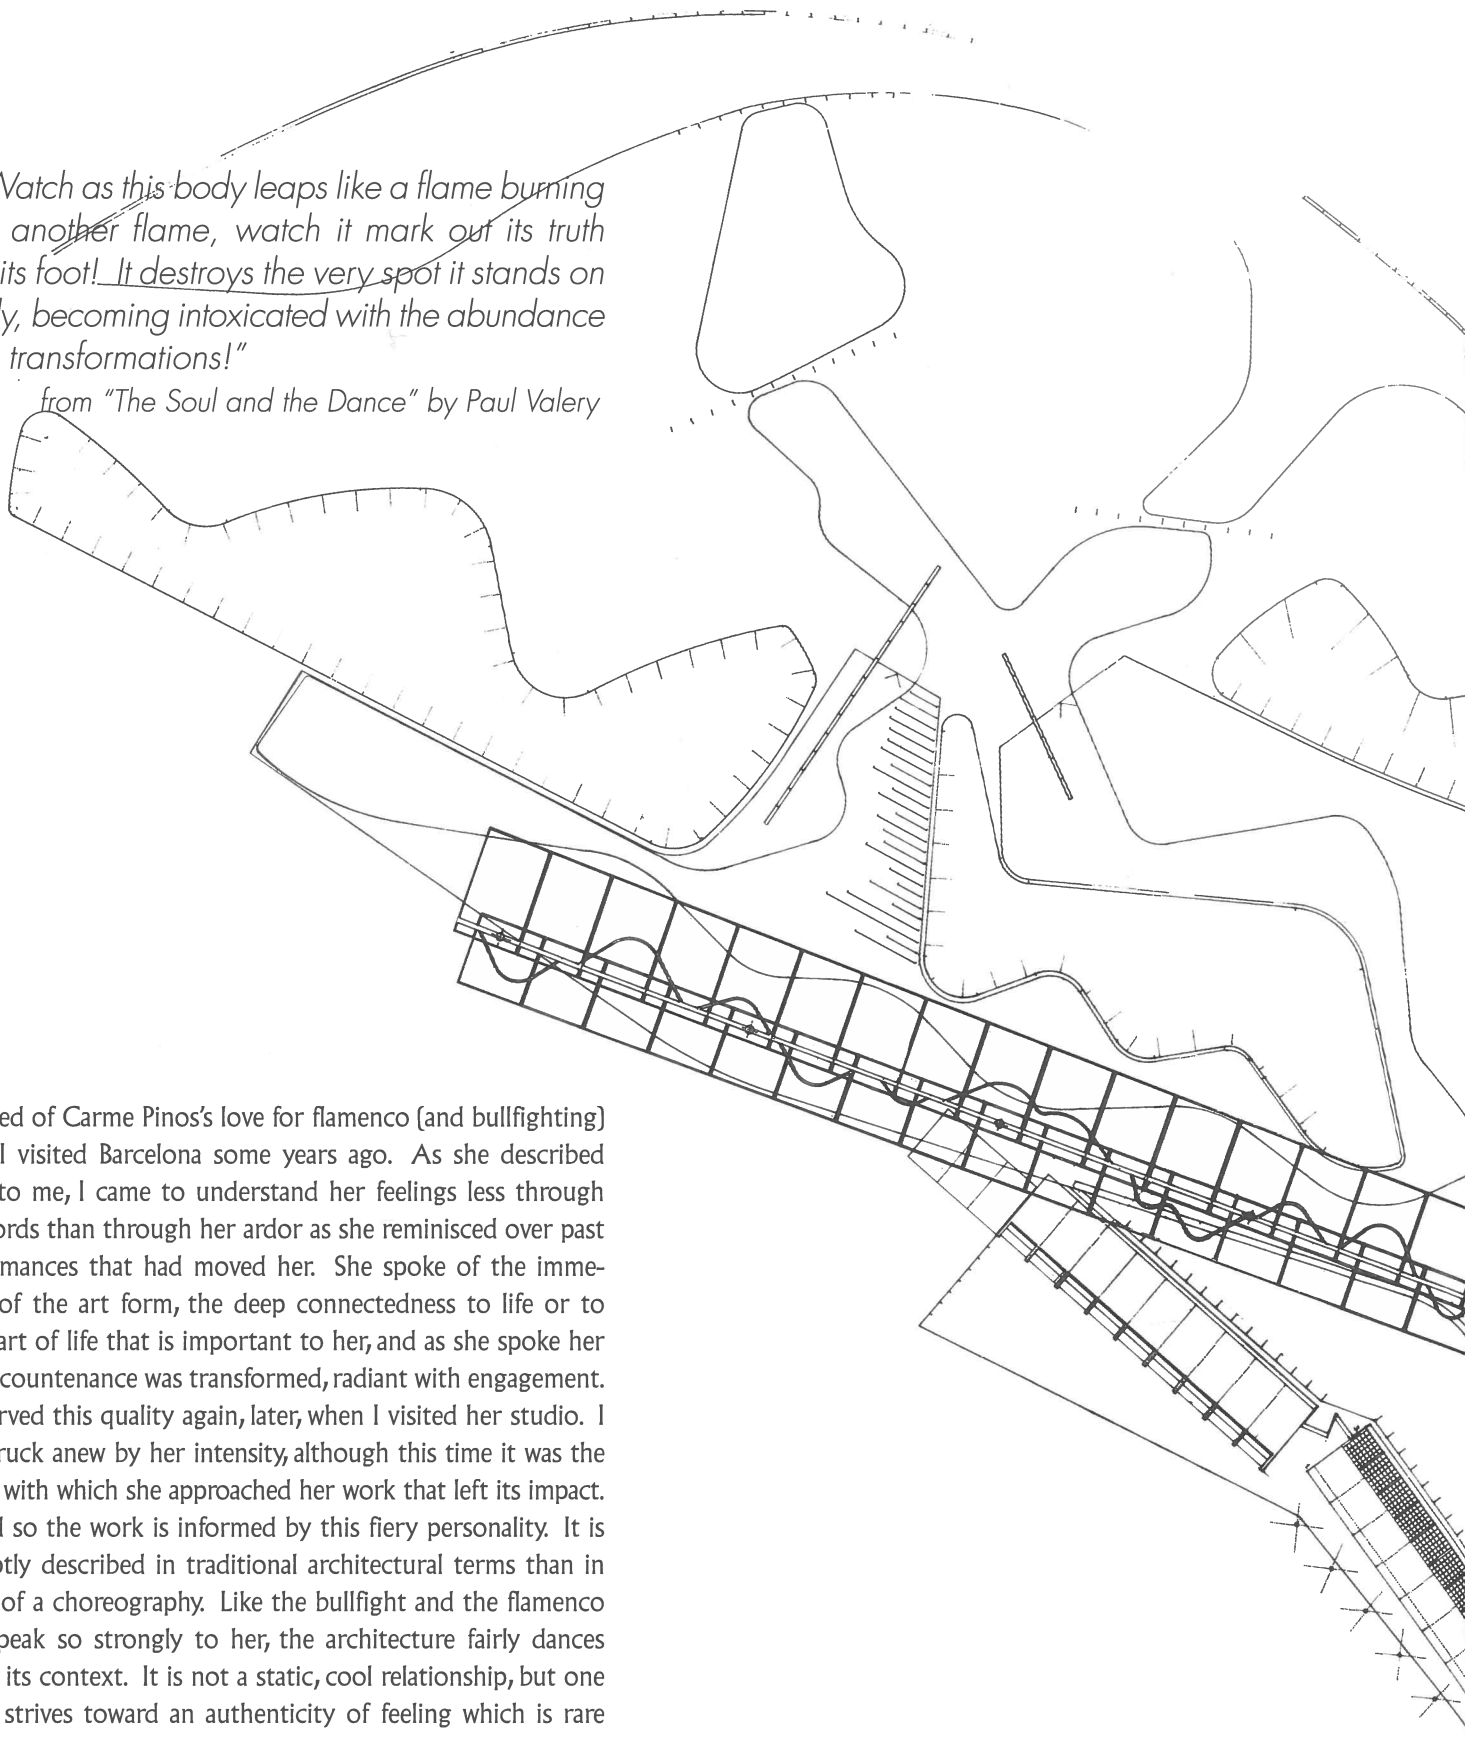 Watch as this body leaps like a flame burning
another flame, watch it mark out its truth
its foot! It destroys the very spot it stands on
y, becoming intoxicated with the abundance
transformations!”
from “The Soul and the Dance” by Paul Valery
ed of Carme Pinos’s love for flamenco (and bullfighting)
I visited Barcelona some years ago. As she described
to me, I came to understand her feelings less through
ords than through her ardor as she reminisced over past
mances that had moved her. She spoke of the imme-
of the art form, the deep connectedness to life or to
art of life that is important to her, and as she spoke her
countenance was transformed, radiant with engagement.
rved this quality again, later, when I visited her studio. I
ruck anew by her intensity, although this time it was the
with which she approached her work that left its impact.
d so the work is informed by this fiery personality. It is
ptly described in traditional architectural terms than in
of a choreography. Like the bullfight and the flamenco
peak so strongly to her, the architecture fairly dances
its context. It is not a static, cool relationship, but one
strives toward an authenticity of feeling which is rare